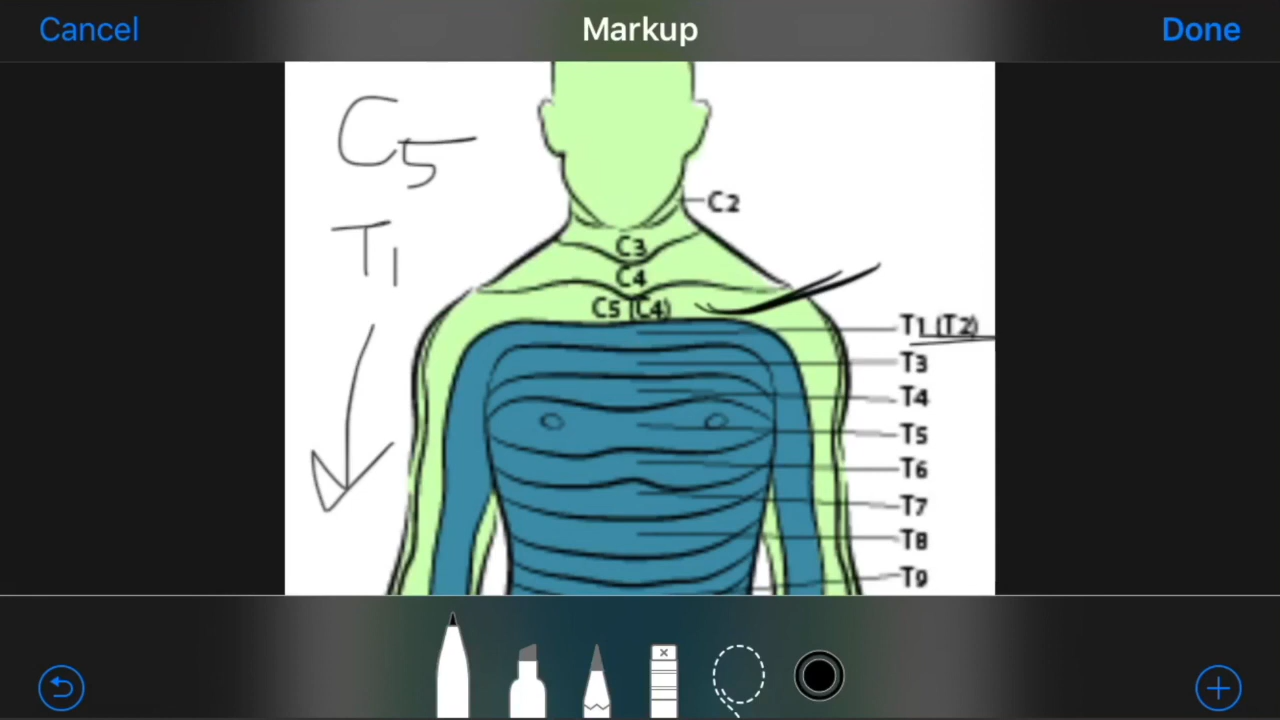 Cancel
Markup
Done
C5
T1
C2
C3
C4
C5 (C4)
T1 (T2)
T3
T4
T5
T6
T7
T8
T9